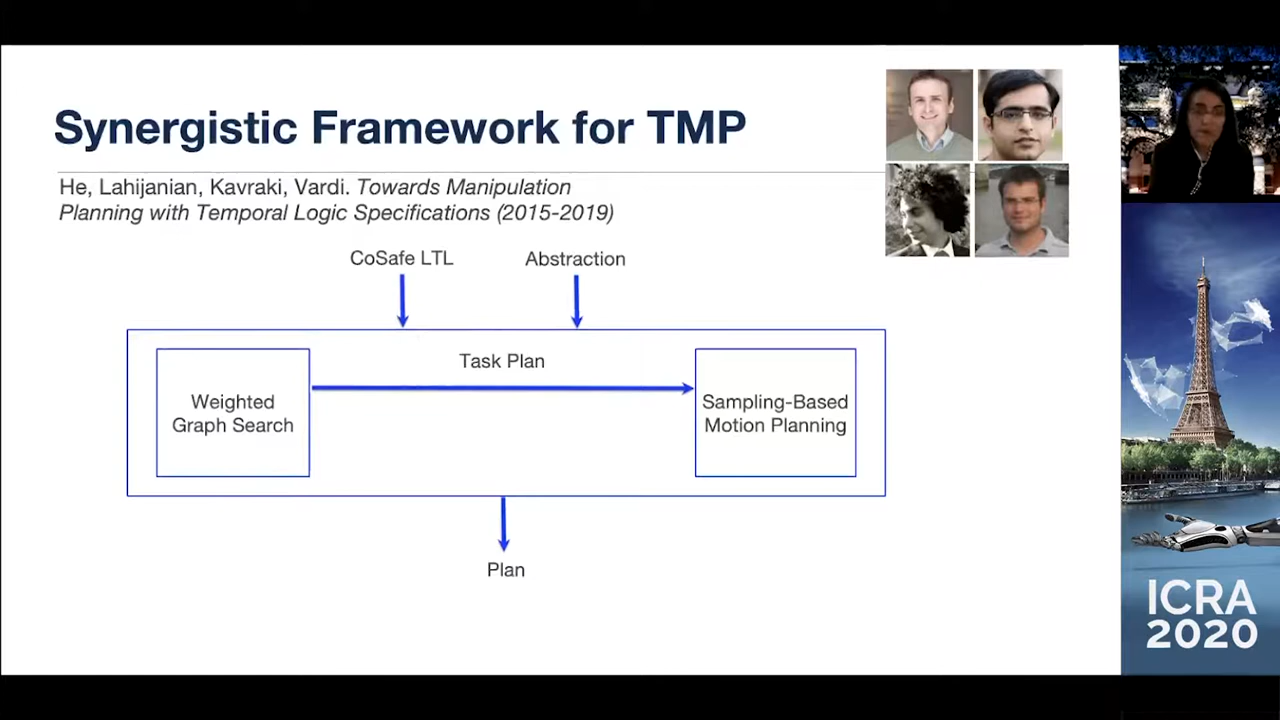 Synergistic Framework for TMP
He, Lahijanian, Kavraki, Vardi. Towards Manipulation
Planning with Temporal Logic Specifications (2015-2019)
CoSafe LTL
Abstraction
Task Plan
Weighted
Graph Search
Sampling-Based
Motion Planning
Plan
ICRA
2020